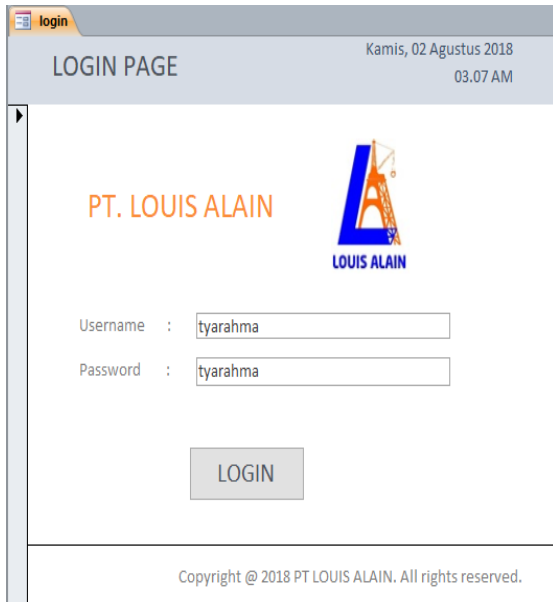 login
LOGIN PAGE
Kamis, 02 Agustus 2018
03.07 AM
PT. LOUIS ALAIN
LOUIS ALAIN
Username : tyarahma
Password : tyarahma
LOGIN
Copyright @ 2018 PT LOUIS ALAIN. All rights reserved.